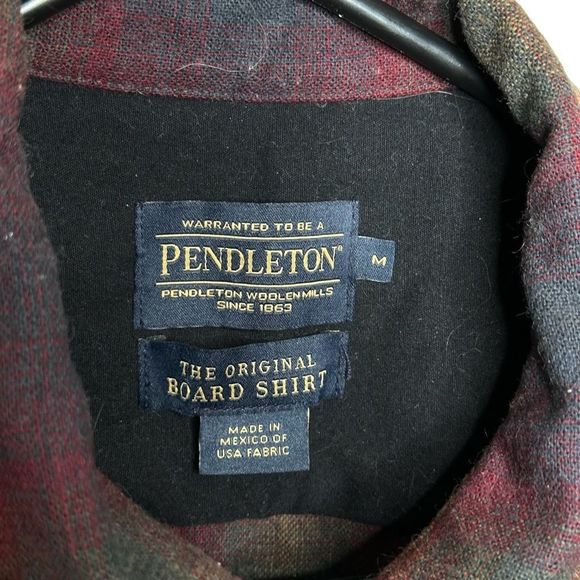 WARRANTED TO BE A
PENDLETON®
M
PENDLETON WOOLEN MILLS
SINCE 1863
THE ORIGINAL
BOARD SHIRT
MADE IN
MEXICO OF
USA FABRIC